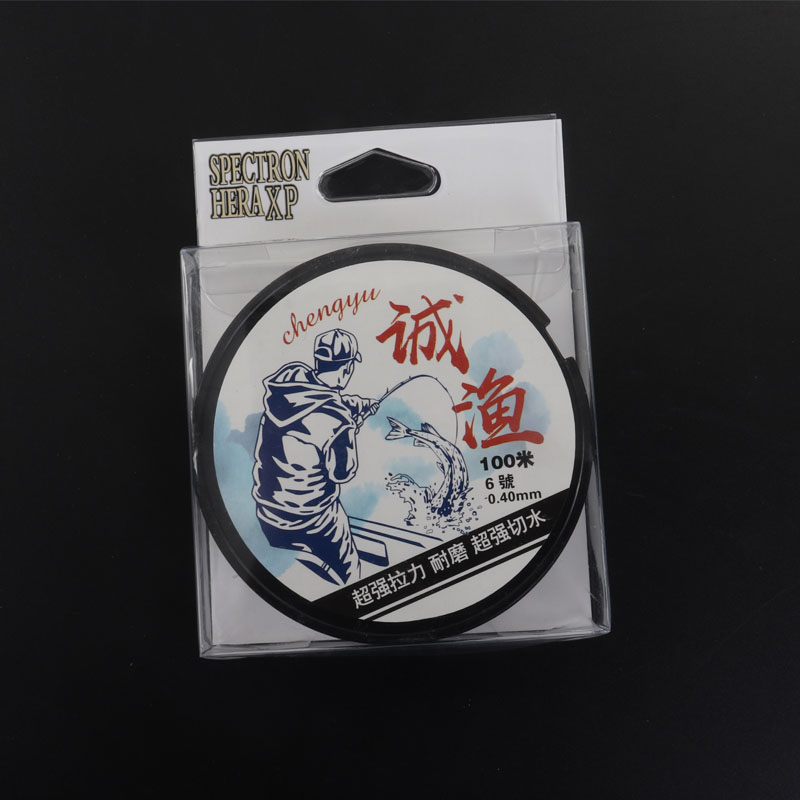 SPECTRON
HERA XP
chengyu
诚
渔
100米
6號
0.40mm
超强拉力 耐磨 超强切水